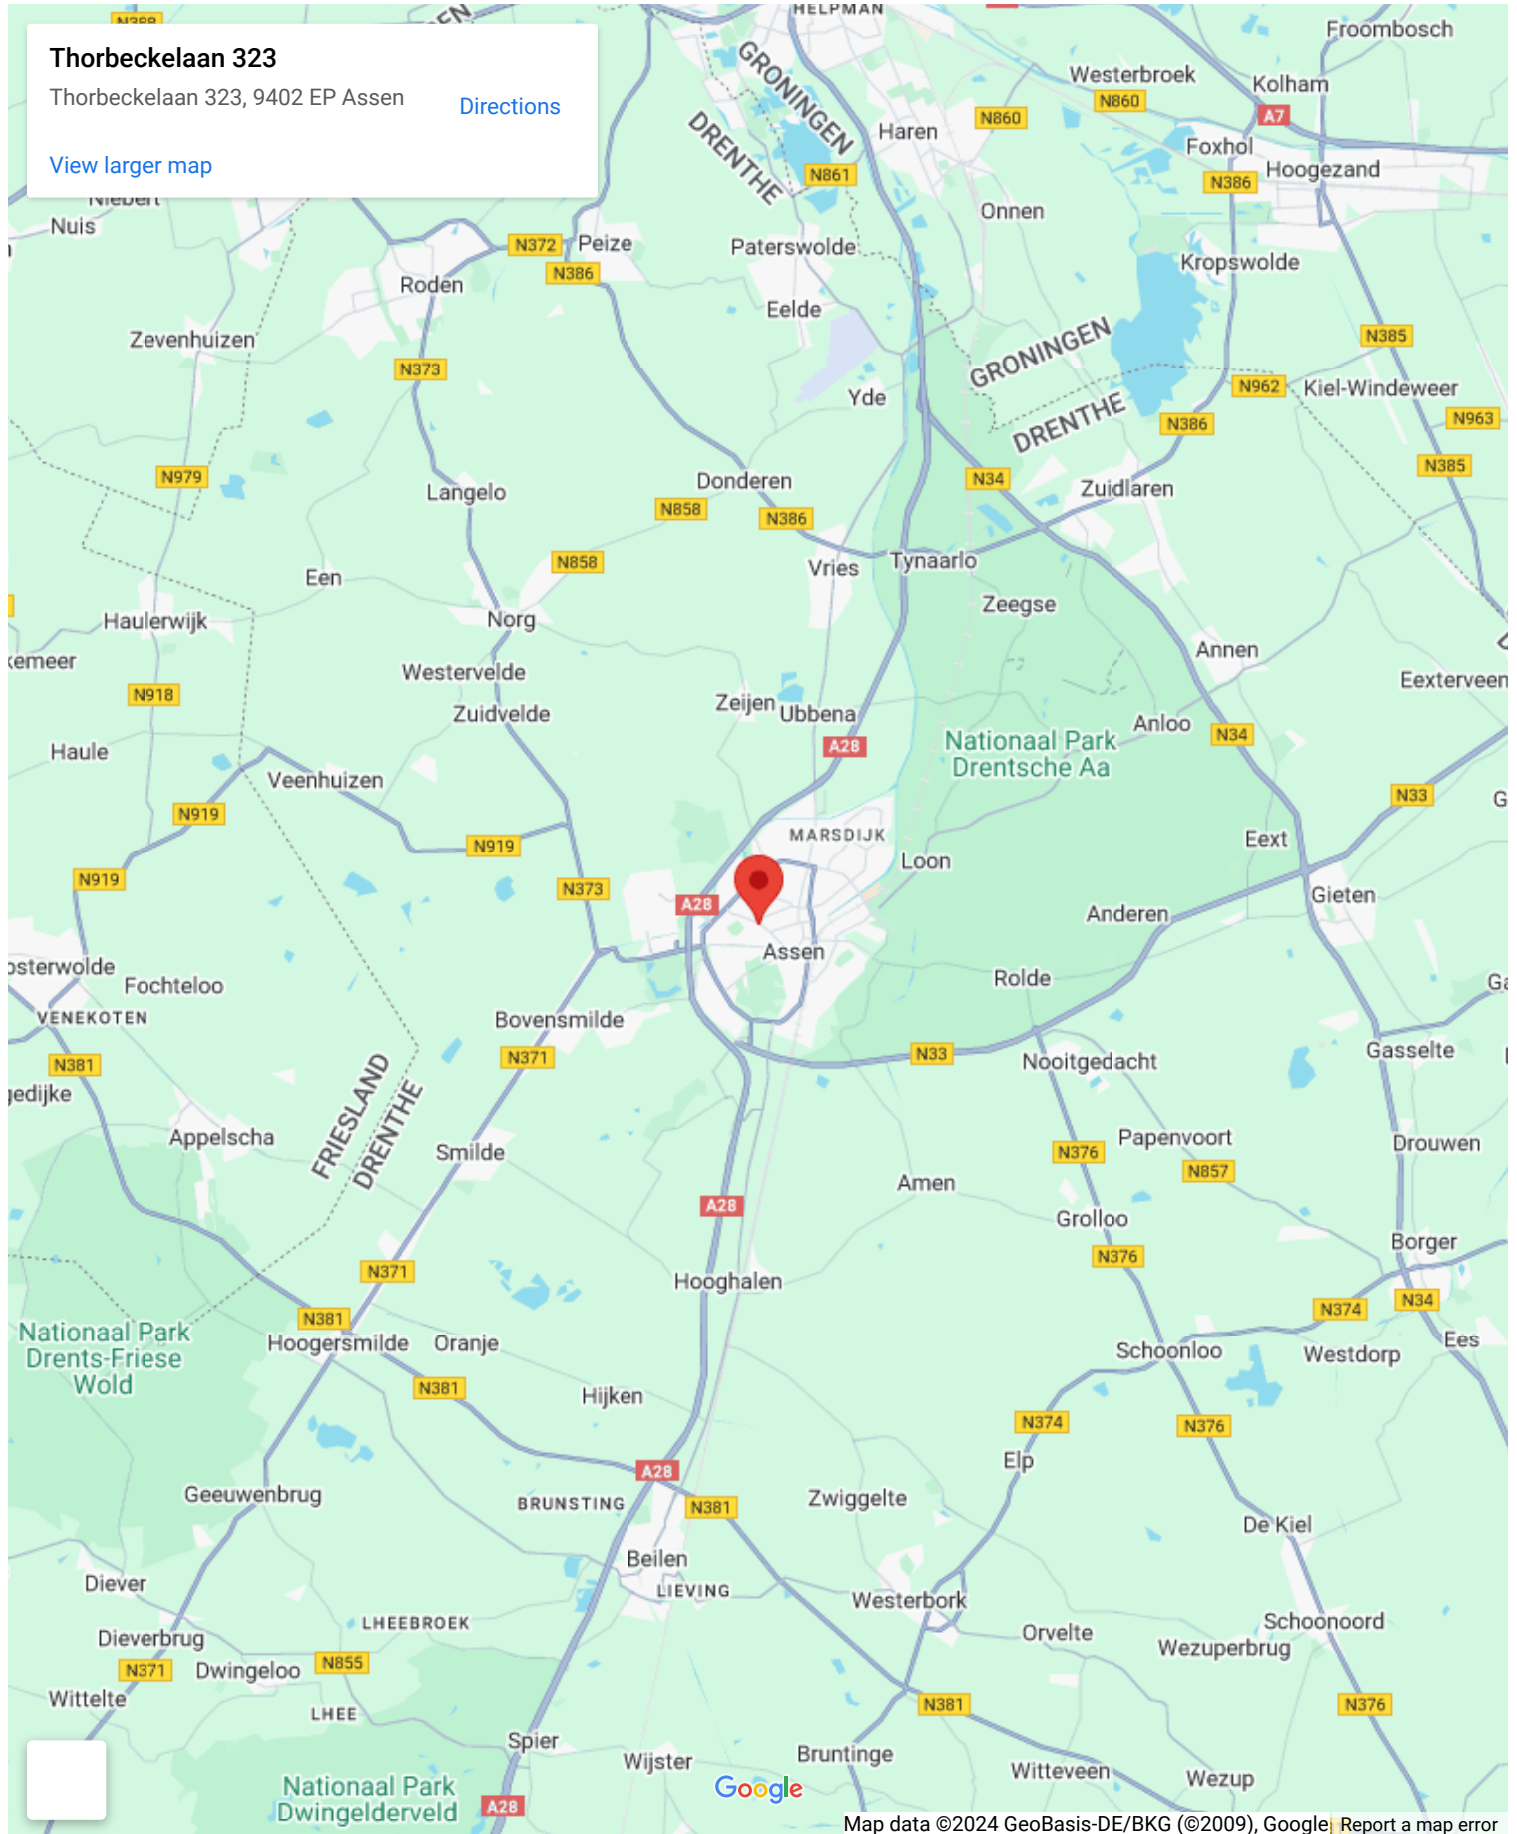 Thorbeckelaan 323
Thorbeckelaan 323, 9402 EP Assen
Directions
View larger map
HELPMAN
Froombosch
GRONINGEN
DRENTHE
Westerbroek
N860
Kolham
A7
Haren
N860
Foxhol
Hoogezand
N861
N386
Nuis
Onnen
N372
Peize
N386
Paterswolde
Kropswolde
Roden
Eelde
Zevenhuizen
N373
GRONINGEN
DRENTHE
N385
N962
Kiel-Windeweer
Yde
N386
N963
N385
N979
Langelo
Donderen
N34
Zuidlaren
N858
N386
N858
Vries
Tynaarlo
Een
Zeegse
Haulerwijk
Norg
Annen
kemeer
Westervelde
Eexterveen
N918
Zeijen
Ubbena
Zuidvelde
Anloo
N34
A28
Nationaal Park
Drentsche Aa
Haule
Veenhuizen
N33
N919
MARSDIJK
Eext
N919
Loon
N919
N373
A28
Gieten
Anderen
Assen
osterwolde
Fochteloo
Rolde
VENEKOTEN
Bovensmilde
N371
N33
Nooitgedacht
Gasselte
N381
FRIESLAND
DRENTHE
gedijke
Appelscha
Smilde
Papenvoort
Drouwen
N376
N857
Amen
A28
Grolloo
Borger
N376
N371
Hooghalen
N34
N374
N381
Nationaal Park
Drents-Friese
Wold
Hoogersmilde
Oranje
Schoonloo
Westdorp
Ees
N381
Hijken
N374
N376
Elp
A28
Geeuwenbrug
BRUNSTING
N381
Zwiggelte
De Kiel
Beilen
Diever
LIEVING
Westerbork
LHEEBROEK
Schoonoord
Dieverbrug
Orvelte
Wezuperbrug
N371
Dwingeloo
N855
Wittelte
LHEE
N381
N376
Spier
Wijster
Bruntinge
Witteveen
Wezup
Nationaal Park
Dwingelderveld
A28
Google
Map data ©2024 GeoBasis-DE/BKG (©2009), Google
Report a map error